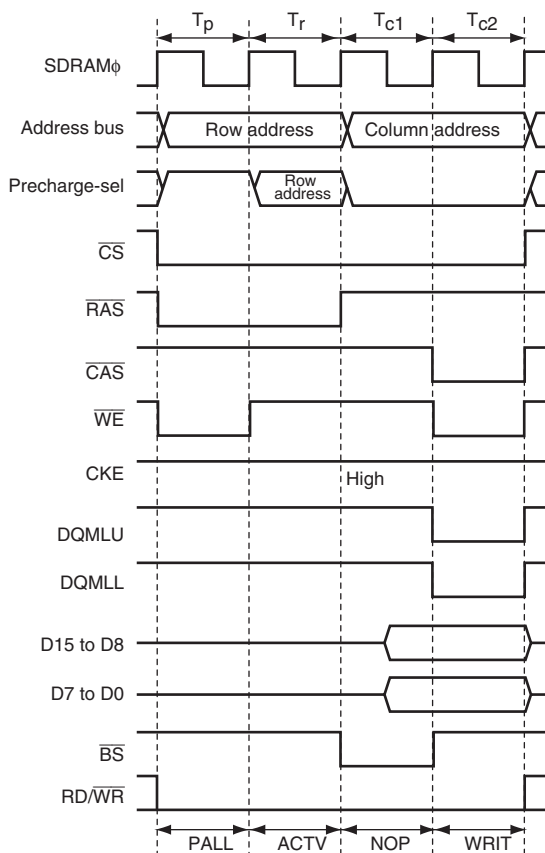 Tp Tr Tc1 Tc2
SDRAMϕ
Address bus Row address Column address
Precharge-sel Row address
CS
RAS
CAS
WE
CKE High
DQMLU
DQMLL
D15 to D8
D7 to D0
BS
RD/WR
PALL ACTV NOP WRIT